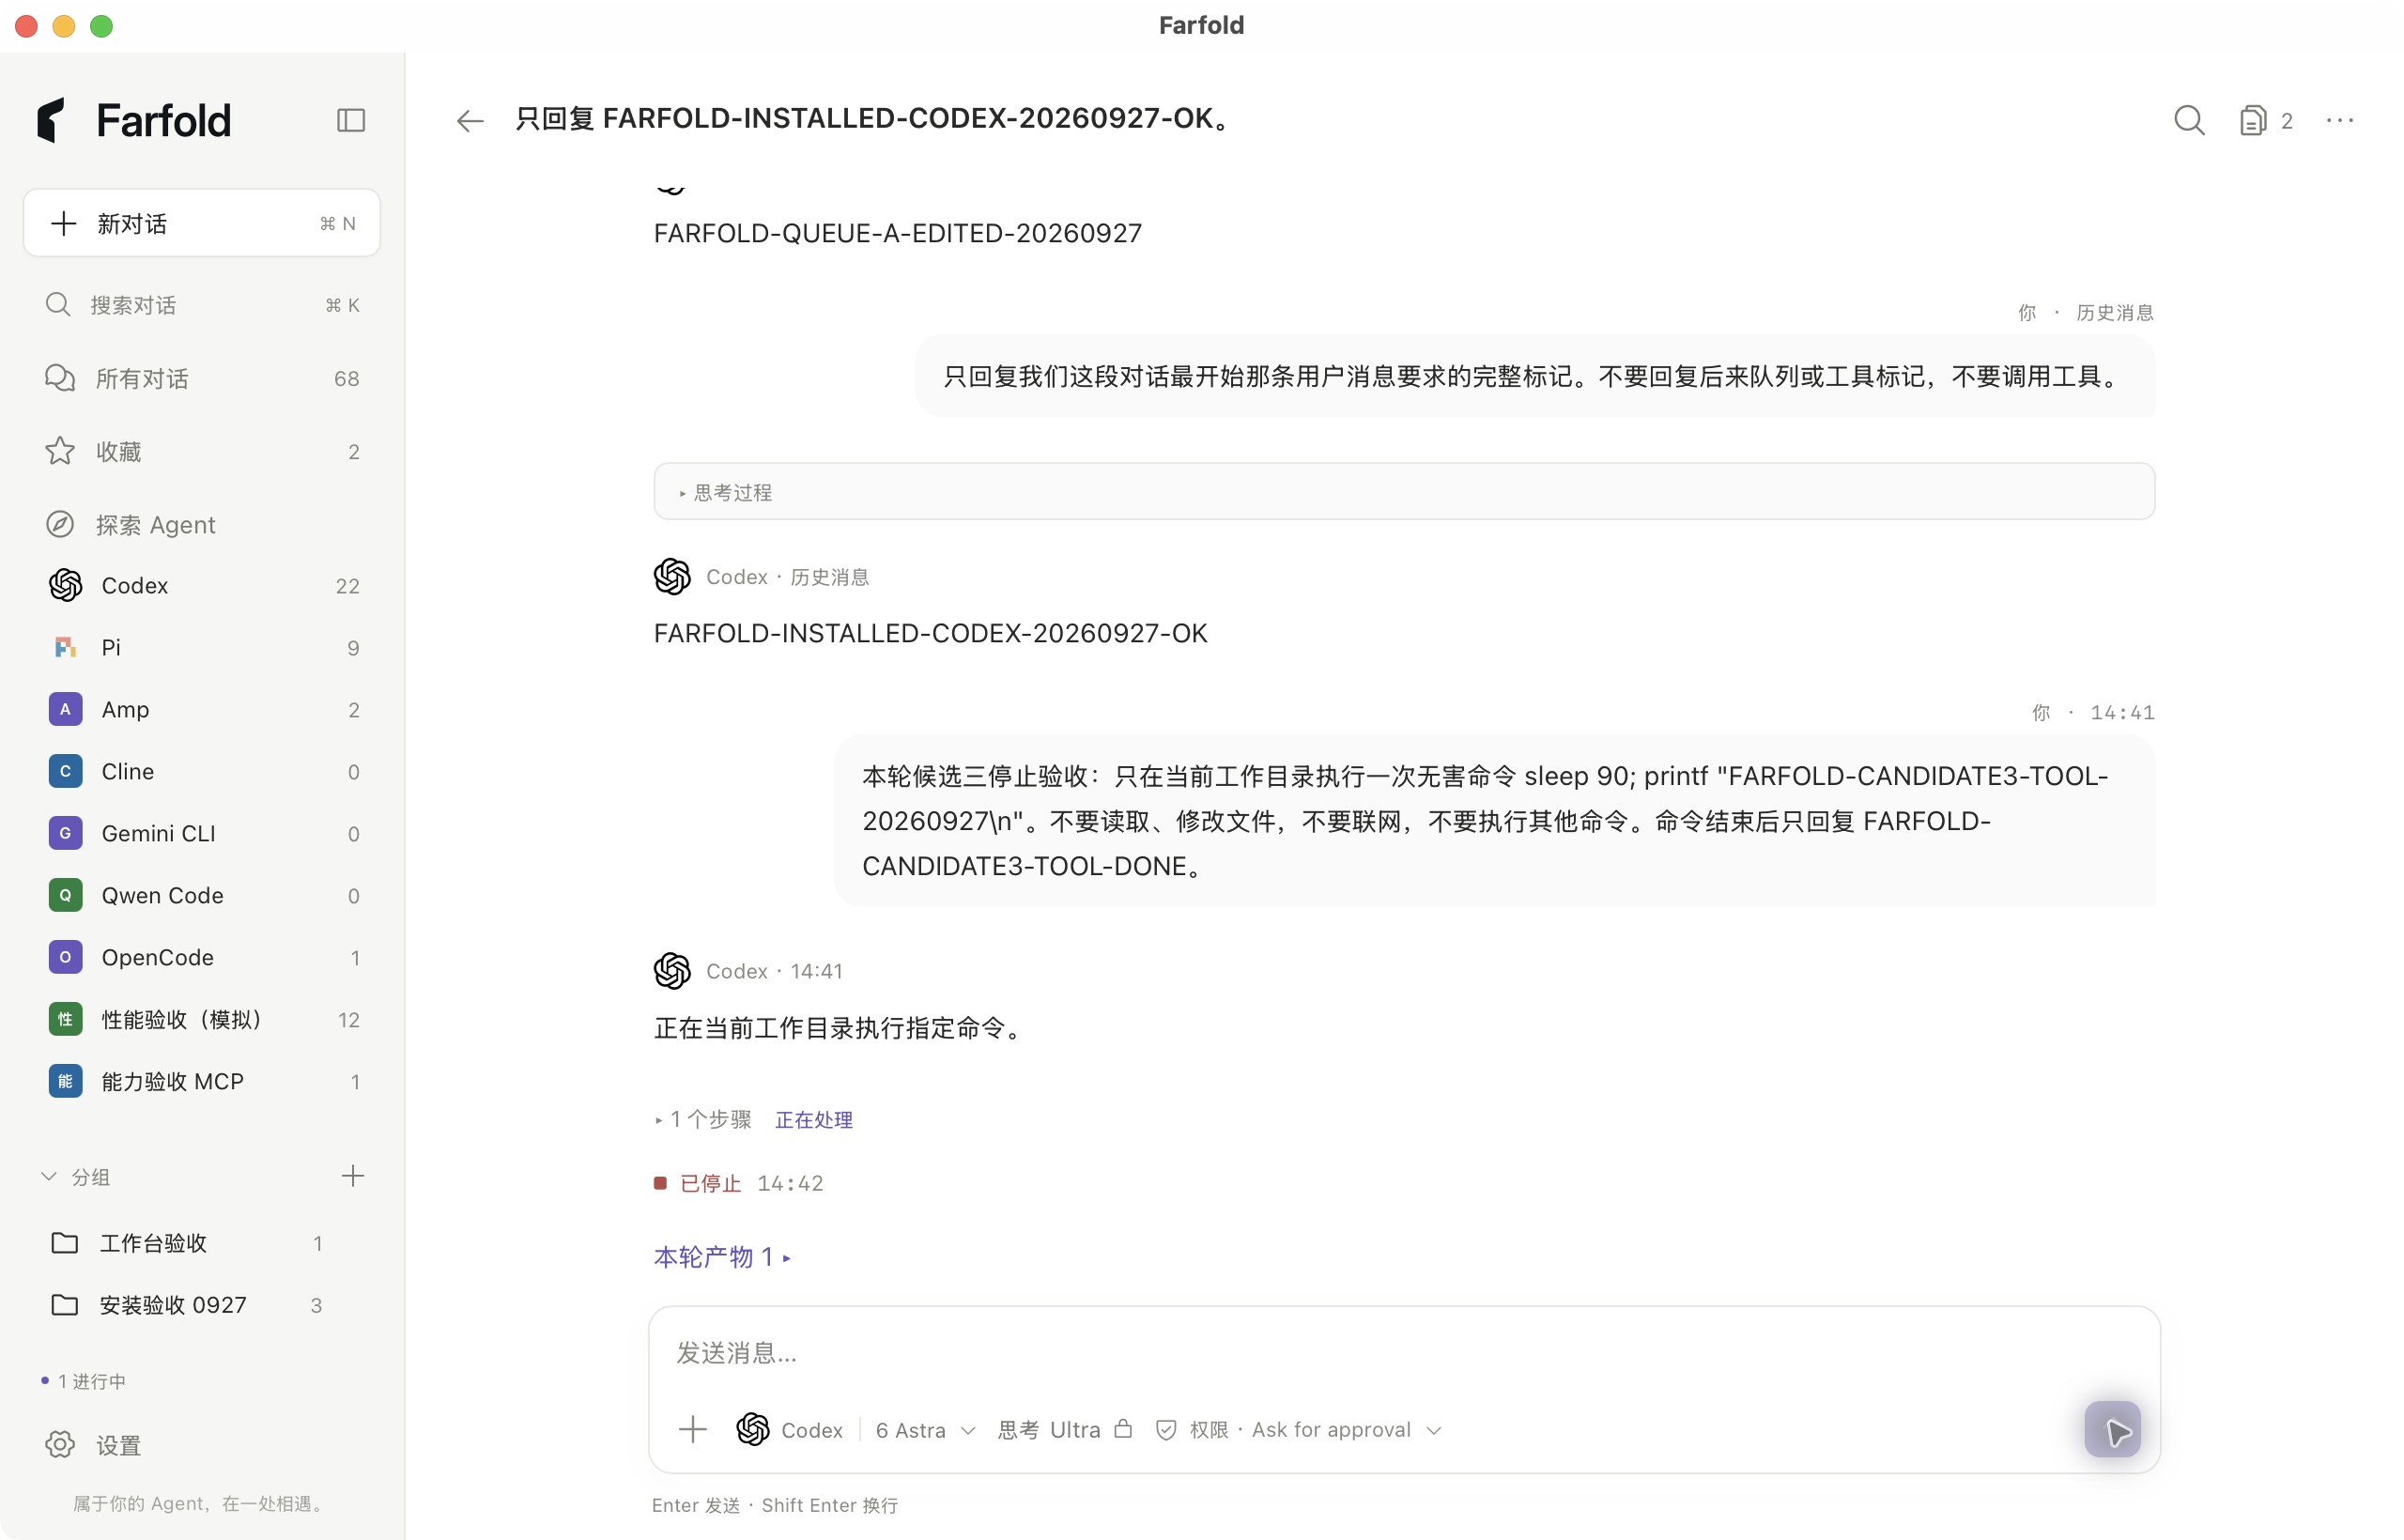 Farfold
Farfold
新对话 ⌘ N
搜索对话 ⌘ K
所有对话 68
收藏 2
探索 Agent
Codex 22
Pi 9
A Amp 2
C Cline 0
G Gemini CLI 0
Q Qwen Code 0
O OpenCode 1
性 性能验收（模拟） 12
能 能力验收 MCP 1
分组
工作台验收 1
安装验收 0927 3
1 进行中
设置
属于你的 Agent，在一处相遇。
只回复 FARFOLD-INSTALLED-CODEX-20260927-OK。
2
FARFOLD-QUEUE-A-EDITED-20260927
你 · 历史消息
只回复我们这段对话最开始那条用户消息要求的完整标记。不要回复后来队列或工具标记，不要调用工具。
思考过程
Codex · 历史消息
FARFOLD-INSTALLED-CODEX-20260927-OK
你 · 14:41
本轮候选三停止验收：只在当前工作目录执行一次无害命令 sleep 90; printf "FARFOLD-CANDIDATE3-TOOL-
20260927\n"。不要读取、修改文件，不要联网，不要执行其他命令。命令结束后只回复 FARFOLD-
CANDIDATE3-TOOL-DONE。
Codex · 14:41
正在当前工作目录执行指定命令。
1 个步骤 正在处理
已停止 14:42
本轮产物 1
发送消息...
Codex 6 Astra 思考 Ultra 权限 · Ask for approval
Enter 发送 · Shift Enter 换行